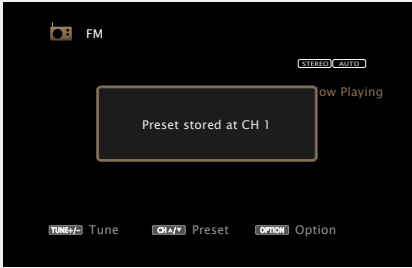 FM
STEREO AUTO
ow Playing
Preset stored at CH 1
TUNE+/- Tune CH▲/▼ Preset OPTION Option